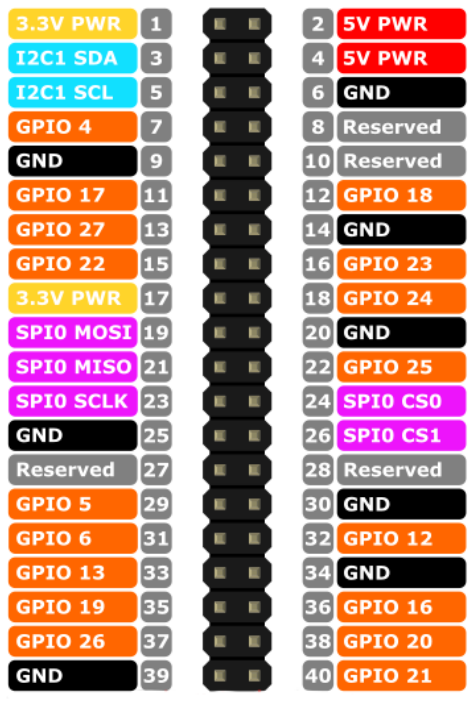 3.3V PWR 1 2 5V PWR
I2C1 SDA 3 4 5V PWR
I2C1 SCL 5 6 GND
GPIO 4 7 8 Reserved
GND 9 10 Reserved
GPIO 17 11 12 GPIO 18
GPIO 27 13 14 GND
GPIO 22 15 16 GPIO 23
3.3V PWR 17 18 GPIO 24
SPI0 MOSI 19 20 GND
SPI0 MISO 21 22 GPIO 25
SPI0 SCLK 23 24 SPI0 CS0
GND 25 26 SPI0 CS1
Reserved 27 28 Reserved
GPIO 5 29 30 GND
GPIO 6 31 32 GPIO 12
GPIO 13 33 34 GND
GPIO 19 35 36 GPIO 16
GPIO 26 37 38 GPIO 20
GND 39 40 GPIO 21